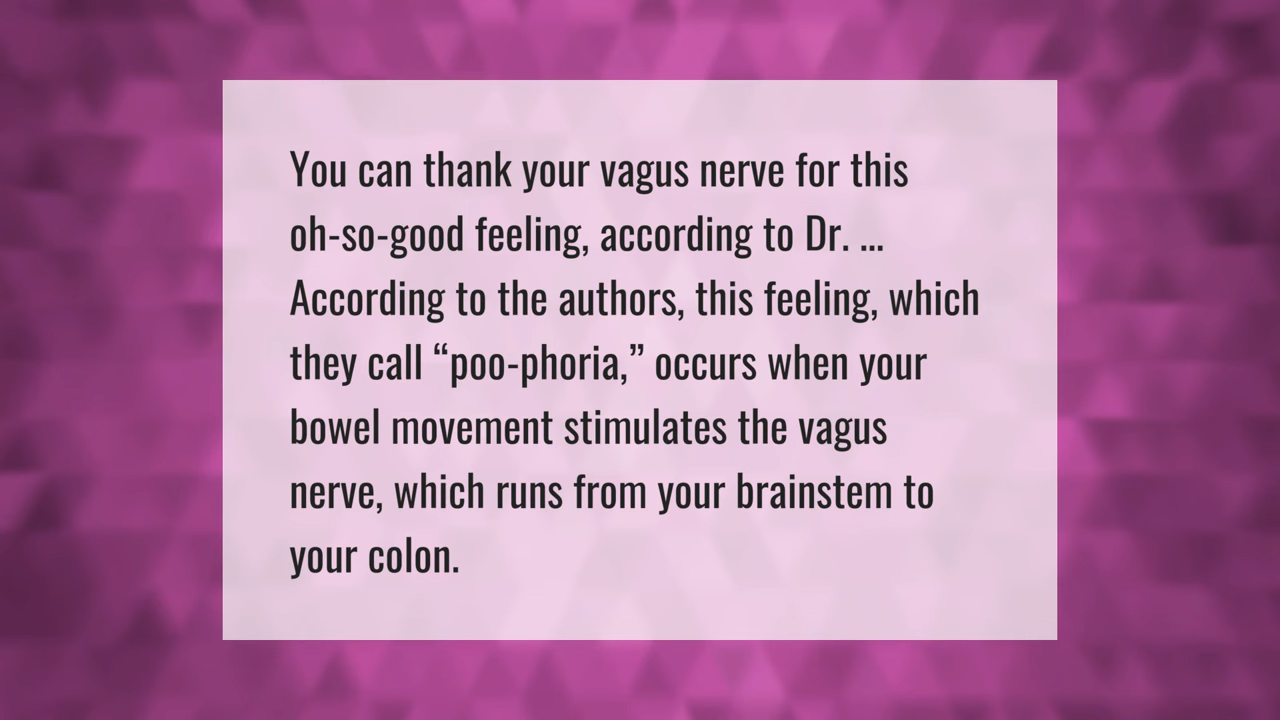 You can thank your vagus nerve for this
oh-so-good feeling, according to Dr. ...
According to the authors, this feeling, which
they call “poo-phoria,” occurs when your
bowel movement stimulates the vagus
nerve, which runs from your brainstem to
your colon.